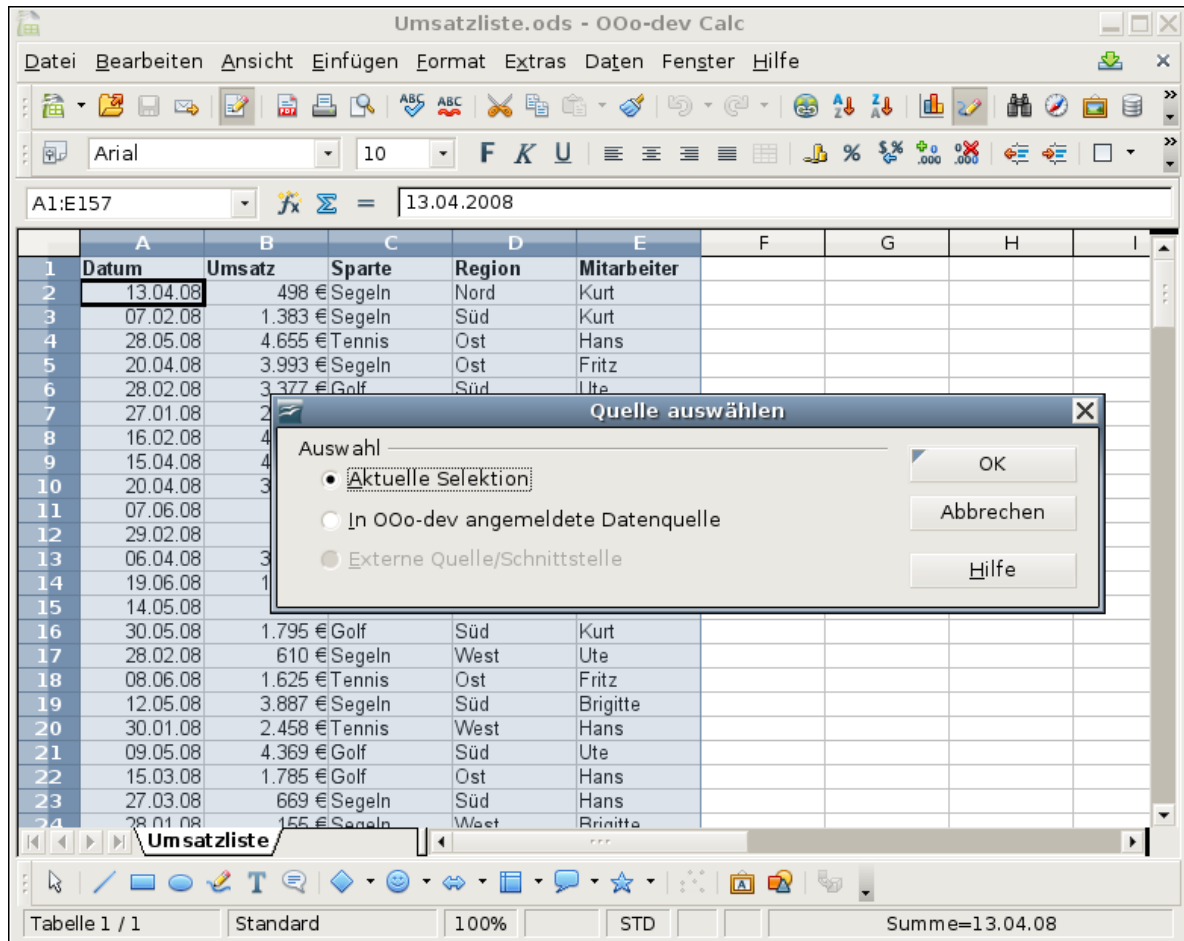 Umsatzliste.ods - OOo-dev Calc
Datei Bearbeiten Ansicht Einfügen Format Extras Daten Fenster Hilfe
ABC ABC
Arial 10 F K U
A1:E157 fx Σ = 13.04.2008
A B C D E F G H I
1 Datum Umsatz Sparte Region Mitarbeiter
2 13.04.08 498 € Segeln Nord Kurt
3 07.02.08 1.383 € Segeln Süd Kurt
4 28.05.08 4.655 € Tennis Ost Hans
5 20.04.08 3.993 € Segeln Ost Fritz
6 28.02.08 3.377 € Golf Süd Ute
7 27.01.08 2
8 16.02.08 4
9 15.04.08 4
10 20.04.08 3
11 07.06.08
12 29.02.08
13 06.04.08 3
14 19.06.08 1
15 14.05.08
Quelle auswählen
Auswahl
Aktuelle Selektion
In OOo-dev angemeldete Datenquelle
Externe Quelle/Schnittstelle
OK
Abbrechen
Hilfe
16 30.05.08 1.795 € Golf Süd Kurt
17 28.02.08 610 € Segeln West Ute
18 08.06.08 1.625 € Tennis Ost Fritz
19 12.05.08 3.887 € Segeln Süd Brigitte
20 30.01.08 2.458 € Tennis West Hans
21 09.05.08 4.369 € Golf Süd Ute
22 15.03.08 1.785 € Golf Ost Hans
23 27.03.08 669 € Segeln Süd Hans
24 28.01.08 155 € Segeln West Brigitte
Umsatzliste
Tabelle 1 / 1 Standard 100% STD Summe=13.04.08